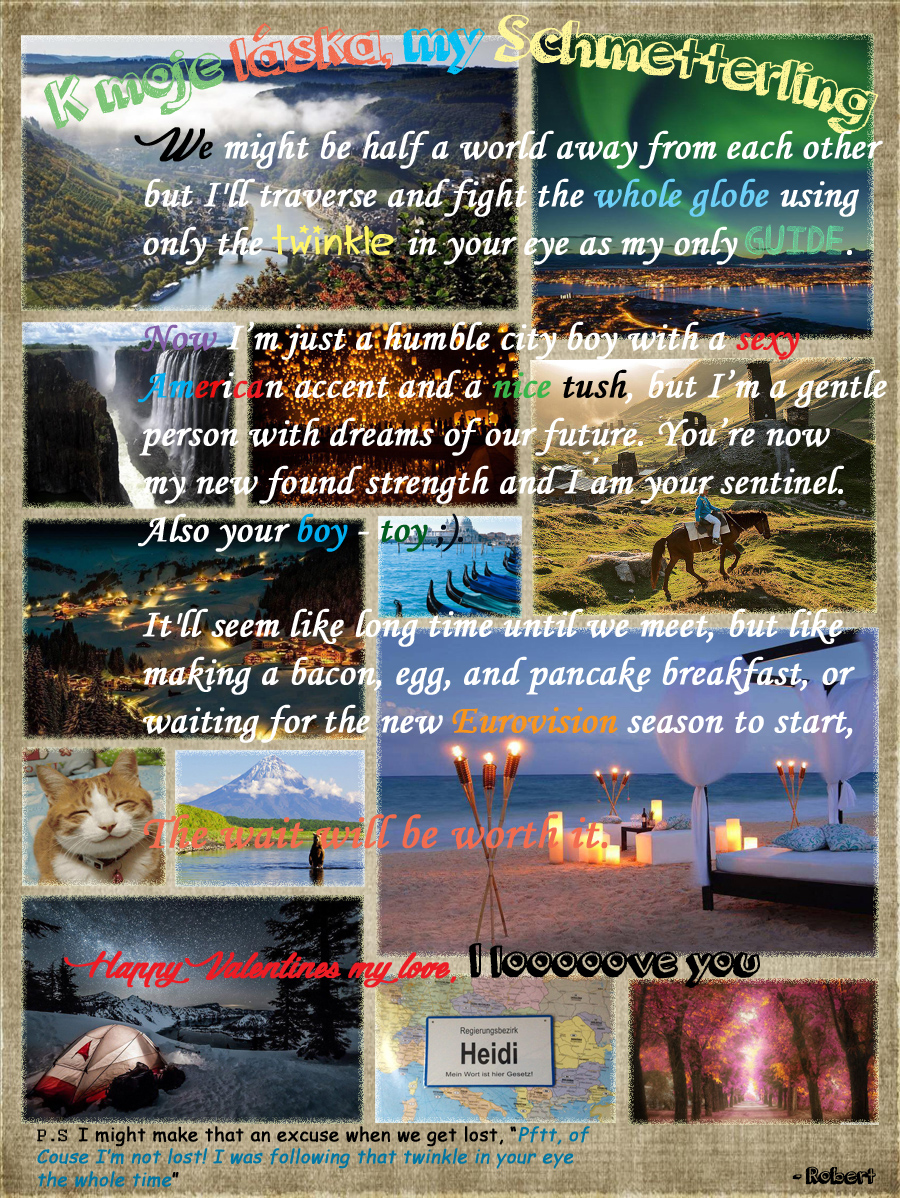 K moje láska, my Schmetterling
We might be half a world away from each other
but I'll traverse and fight the whole globe using
only the twinkle in your eye as my only GUIDE.
Now I'm just a humble city boy with a sexy
American accent and a nice tush, but I'm a gentle
person with dreams of our future. You're now
my new found strength and I'am your sentinel.
Also your boy - toy ;).
It'll seem like long time until we meet, but like
making a bacon, egg, and pancake breakfast, or
waiting for the new Eurovision season to start,
The wait will be worth it.
Happy Valentines my love, I looooove you
Regierungsbezirk
Heidi
Mein Wort ist hier Gesetz!
P.S I might make that an excuse when we get lost, "Pftt, of
Couse I'm not lost! I was following that twinkle in your eye
the whole time"
- Robert